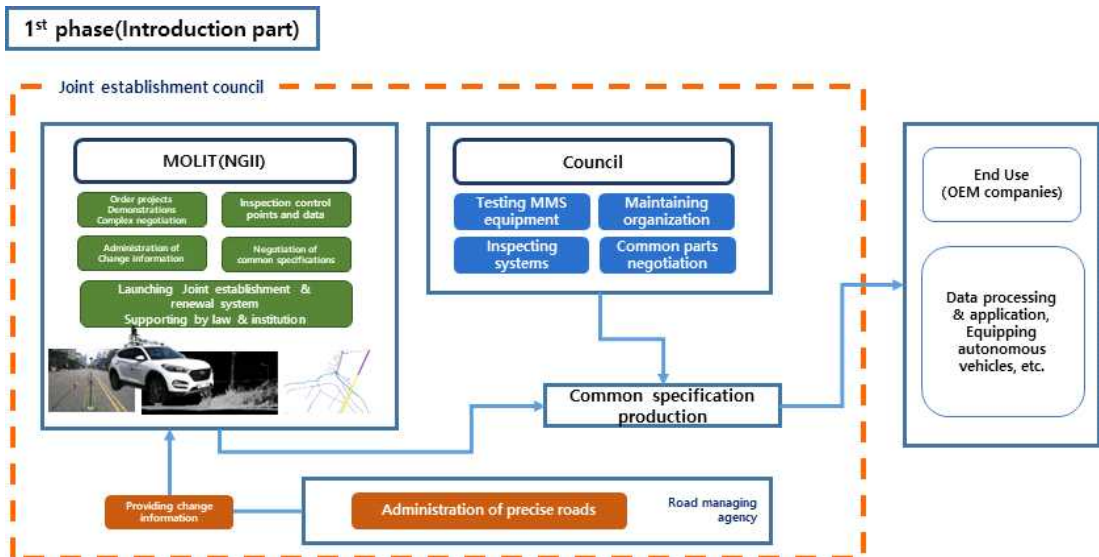 1st phase(Introduction part)
Joint establishment council
MOLIT(NGII)
Order projects
Demonstrations
Complex negotiation
Inspection control
points and data
Administration of
Change information
Negotiation of
common specifications
Launching Joint establishment &
renewal system
Supporting by law & institution
Council
Testing MMS
equipment
Maintaining
organization
Inspecting
systems
Common parts
negotiation
Common specification
production
End Use
(OEM companies)
Data processing
& application,
Equipping
autonomous
vehicles, etc.
Providing change
information
Administration of precise roads
Road managing
agency